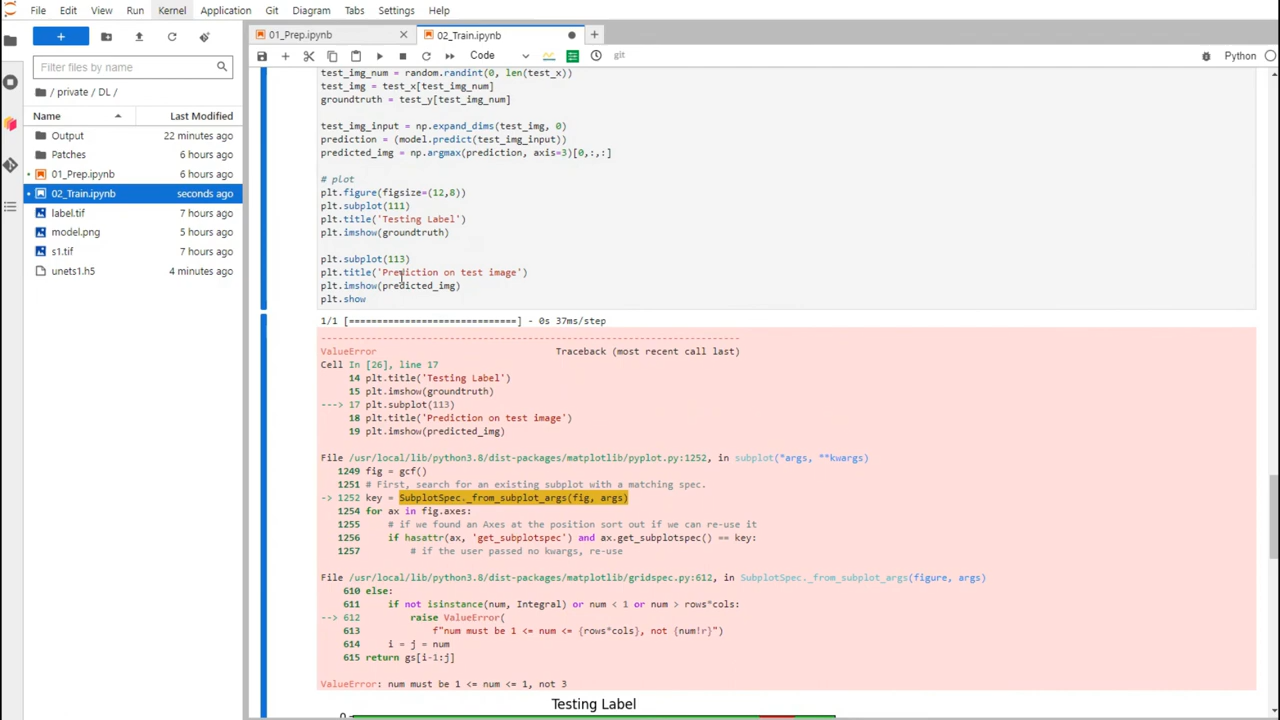 File Edit View Run Kernel Application Git Diagram Tabs Settings Help
01_Prep.ipynb
02_Train.ipynb
Code
git
Python
Filter files by name
/ private / DL /
Name Last Modified
Output 22 minutes ago
Patches 6 hours ago
01_Prep.ipynb 6 hours ago
02_Train.ipynb seconds ago
label.tif 7 hours ago
model.png 5 hours ago
s1.tif 7 hours ago
unets1.h5 4 minutes ago
test_img_num = random.randint(0, len(test_x))
test_img = test_x[test_img_num]
groundtruth = test_y[test_img_num]
test_img_input = np.expand_dims(test_img, 0)
prediction = (model.predict(test_img_input))
predicted_img = np.argmax(prediction, axis=3)[0,:,:]
# plot
plt.figure(figsize=(12,8))
plt.subplot(111)
plt.title('Testing Label')
plt.imshow(groundtruth)
plt.subplot(113)
plt.title('Prediction on test image')
plt.imshow(predicted_img)
plt.show
1/1 [==============================] - 0s 37ms/step
---------------------------------------------------------------------------
ValueError Traceback (most recent call last)
Cell In [26], line 17
14 plt.title('Testing Label')
15 plt.imshow(groundtruth)
---> 17 plt.subplot(113)
18 plt.title('Prediction on test image')
19 plt.imshow(predicted_img)
File /usr/local/lib/python3.8/dist-packages/matplotlib/pyplot.py:1252, in subplot(*args, **kwargs)
1249 fig = gcf()
1251 # First, search for an existing subplot with a matching spec.
-> 1252 key = SubplotSpec._from_subplot_args(fig, args)
1254 for ax in fig.axes:
1255 # if we found an Axes at the position sort out if we can re-use it
1256 if hasattr(ax, 'get_subplotspec') and ax.get_subplotspec() == key:
1257 # if the user passed no kwargs, re-use
File /usr/local/lib/python3.8/dist-packages/matplotlib/gridspec.py:612, in SubplotSpec._from_subplot_args(figure, args)
610 else:
611 if not isinstance(num, Integral) or num < 1 or num > rows*cols:
--> 612 raise ValueError(
613 f"num must be 1 <= num <= {rows*cols}, not {num!r}")
614 i = j = num
615 return gs[i-1:j]
ValueError: num must be 1 <= num <= 1, not 3
Testing Label
0